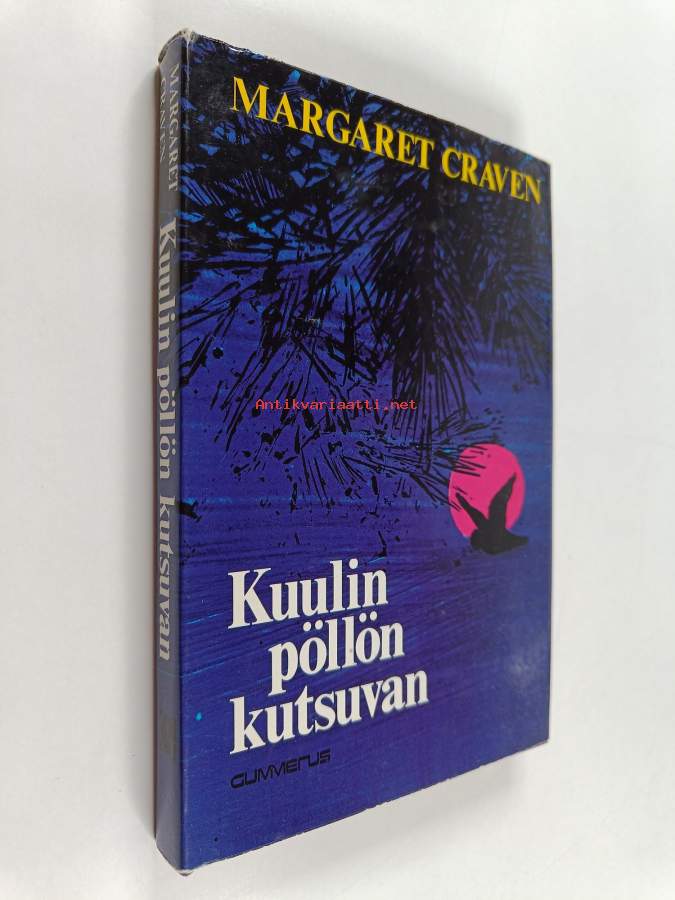 MARGARET CRAVEN
Kuulin
pöllön
kutsuvan
GUMMERUS
MARGARET
CRAVEN
Kuulin pöllön kutsuvan
Antikvariaatti.net